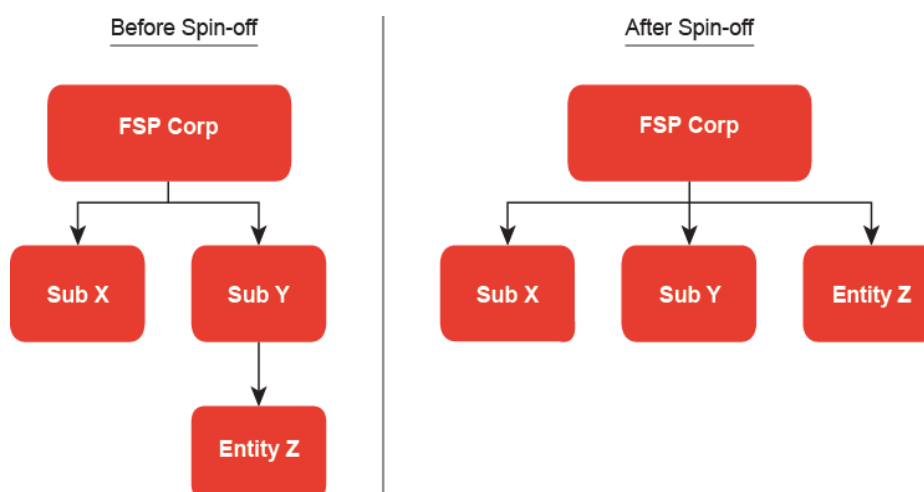 Before Spin-off
FSP Corp
Sub X
Sub Y
Entity Z
After Spin-off
FSP Corp
Sub X
Sub Y
Entity Z